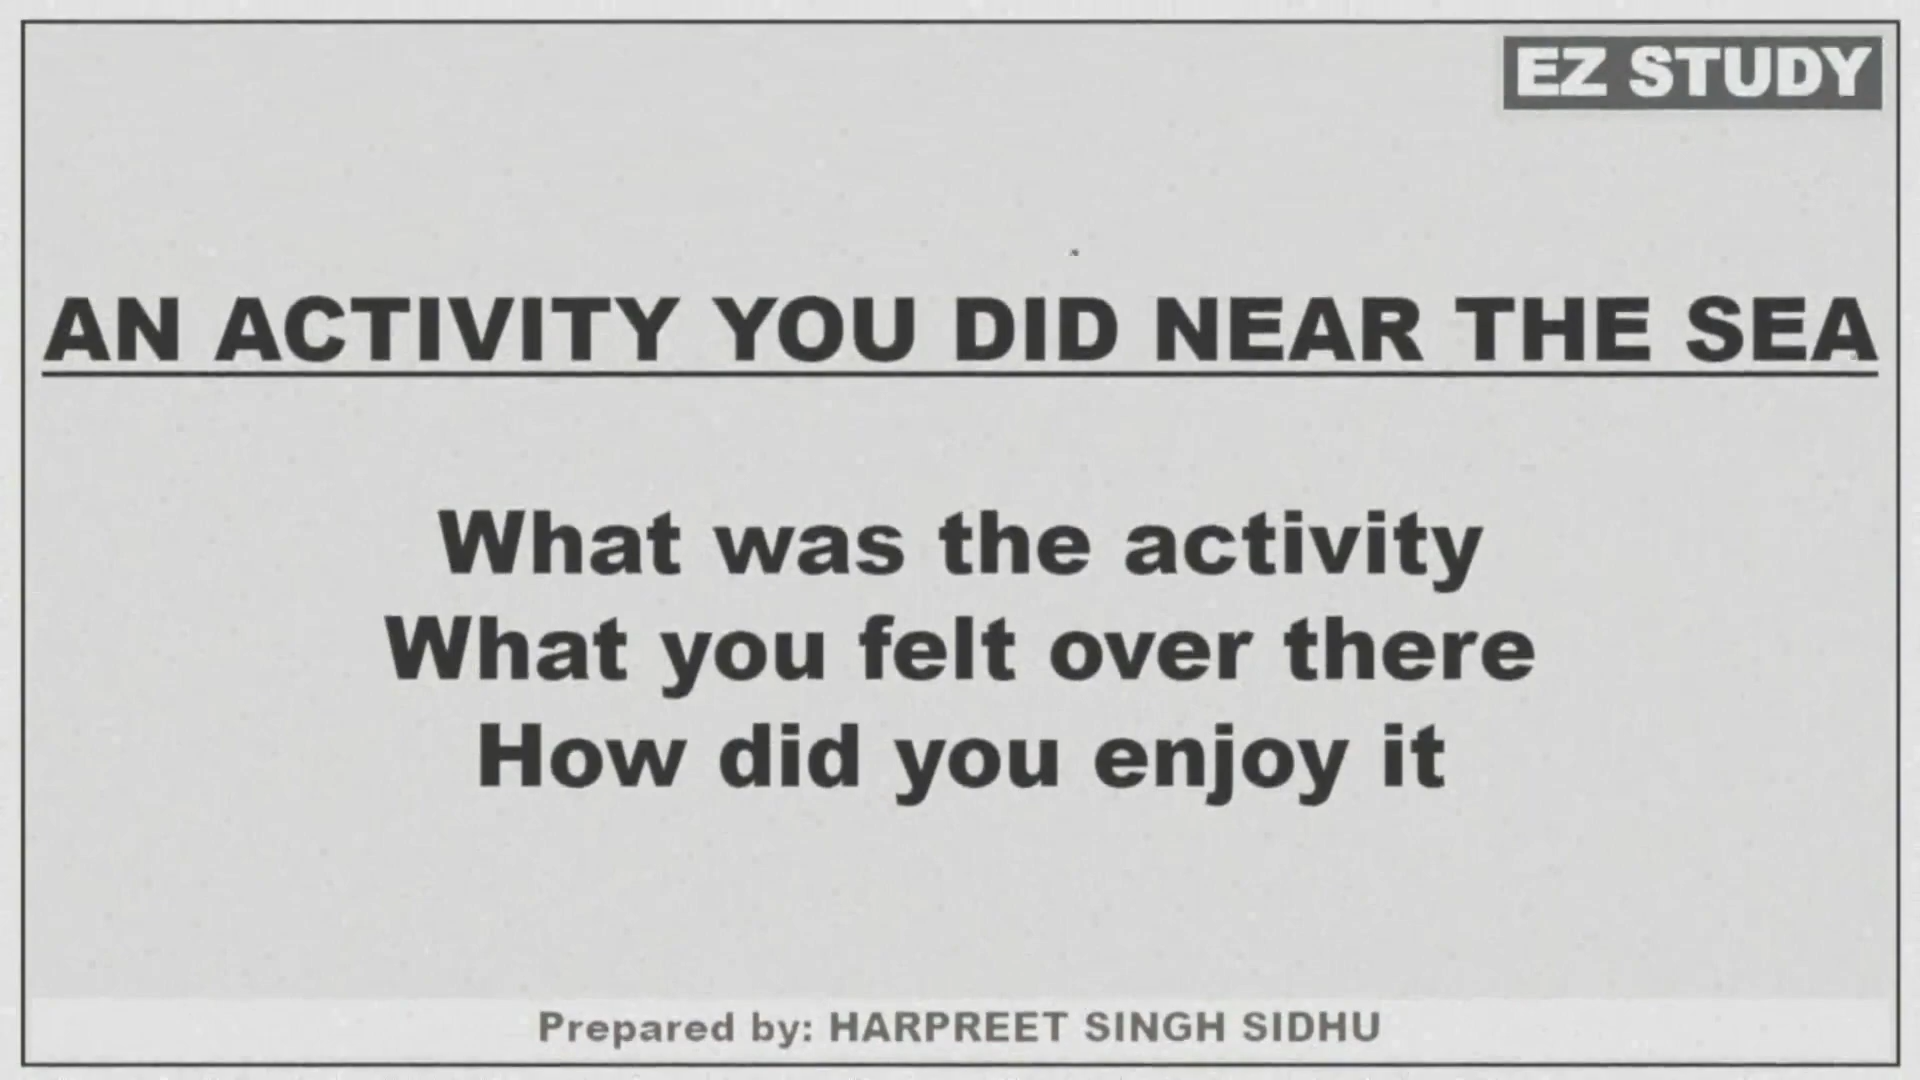 EZ STUDY
AN ACTIVITY YOU DID NEAR THE SEA
What was the activity
What you felt over there
How did you enjoy it
Prepared by: HARPREET SINGH SIDHU